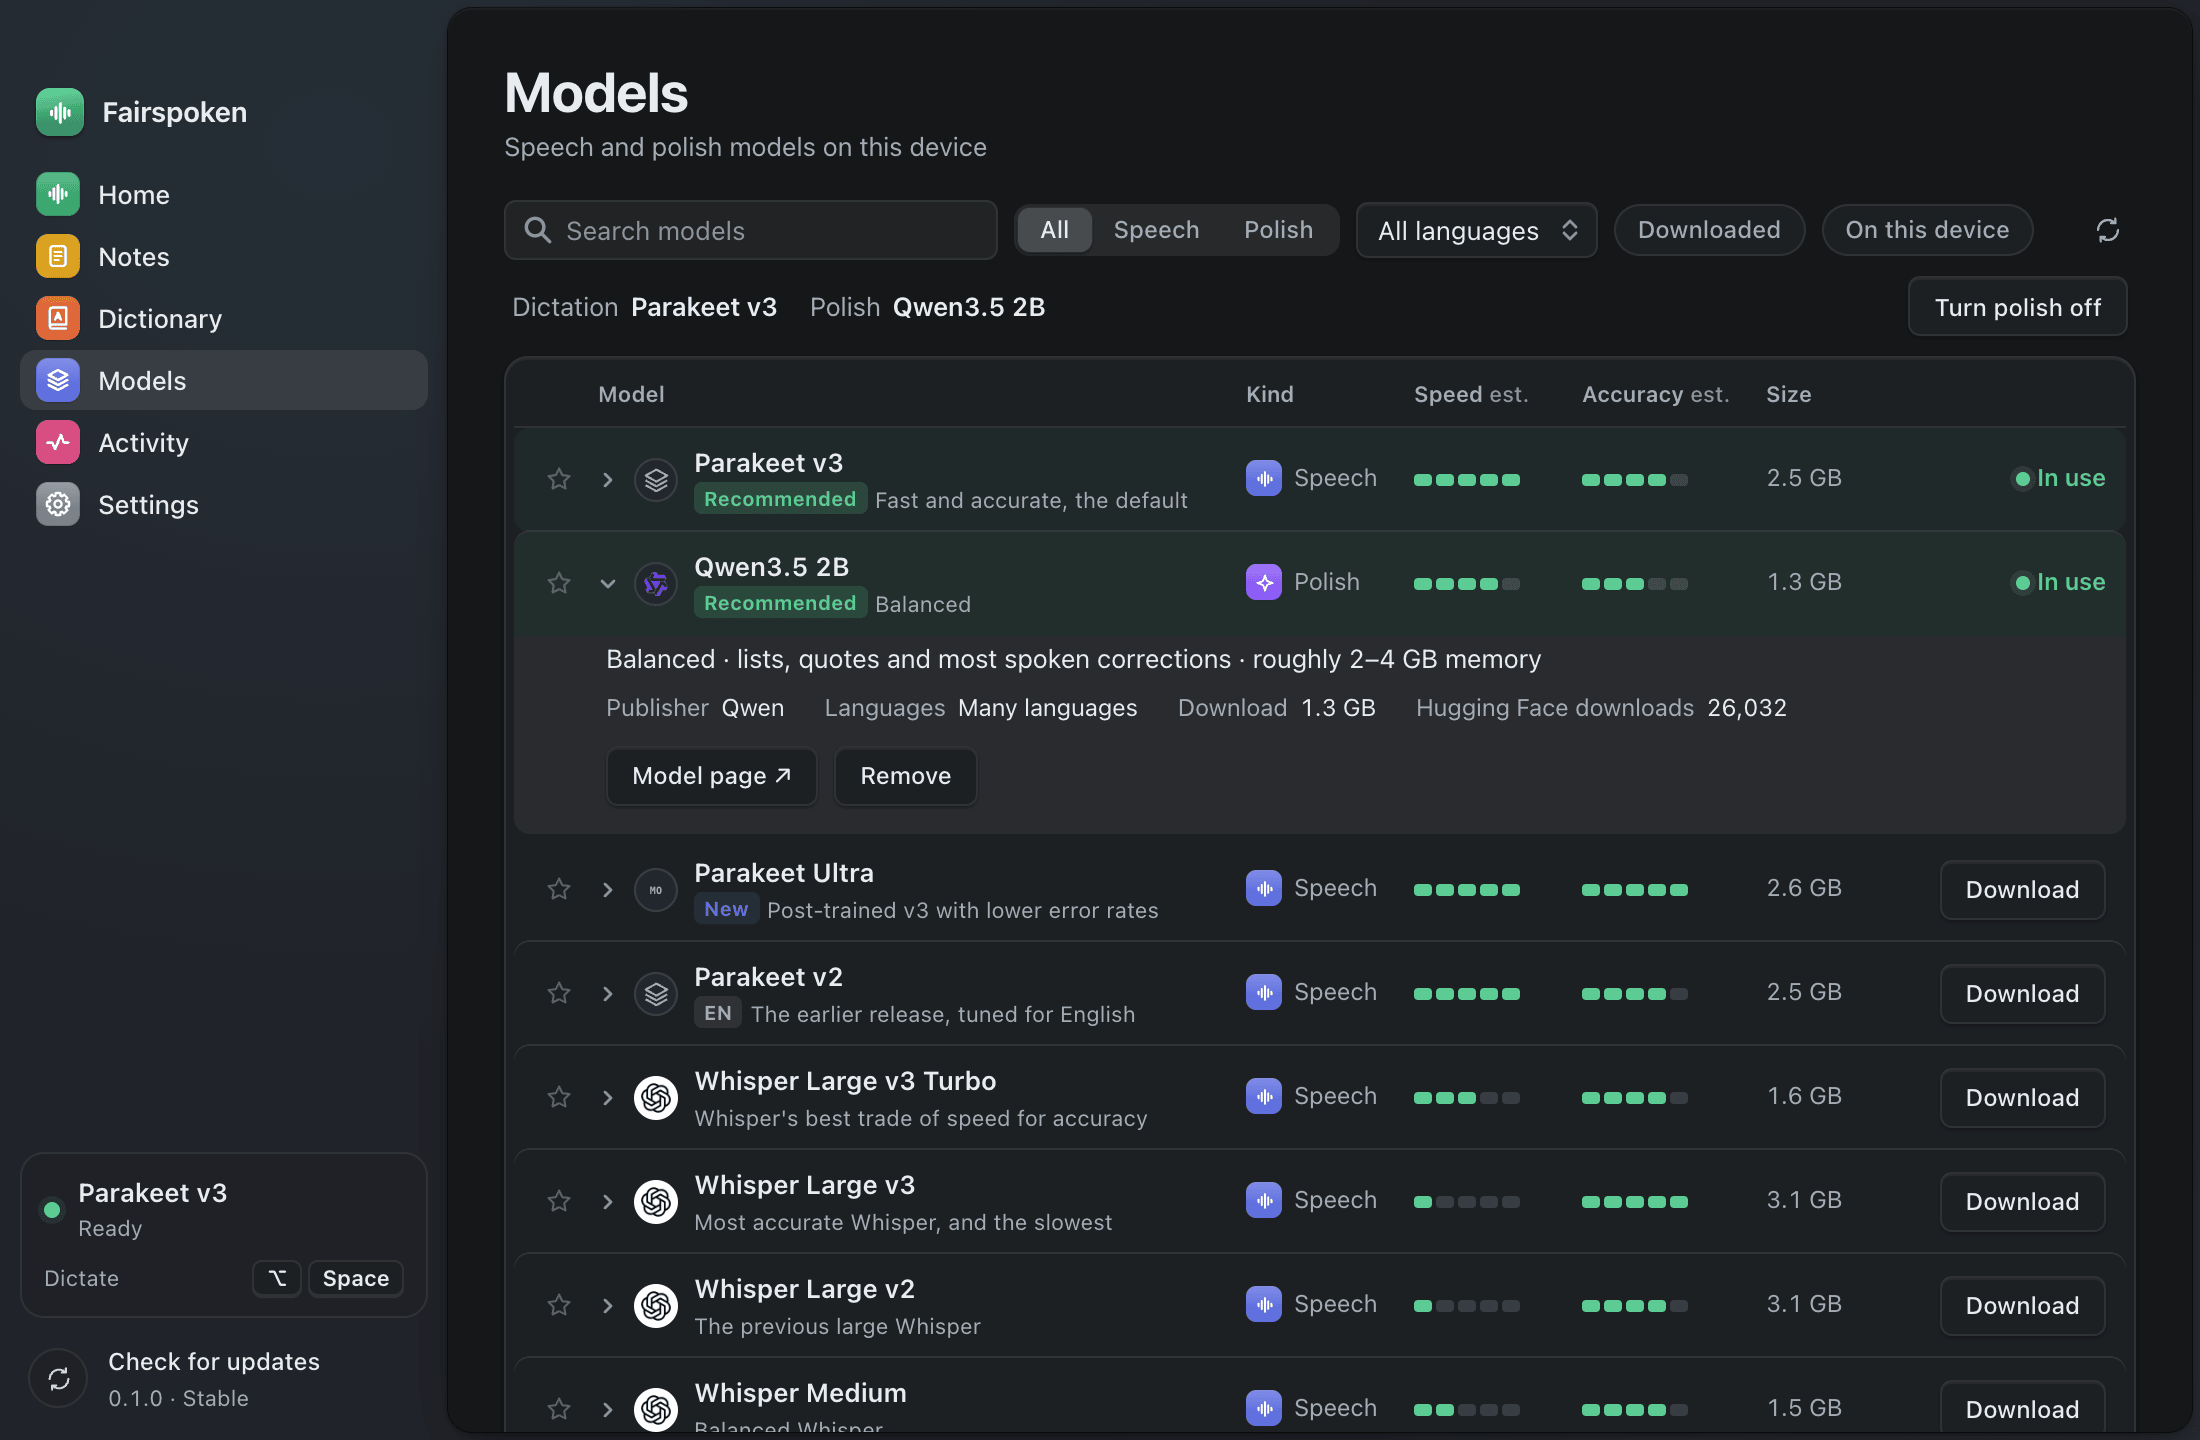 Fairspoken
Home
Notes
Dictionary
Models
Activity
Settings
Parakeet v3
Ready
Dictate ⌥ Space
Check for updates
0.1.0 · Stable
Models
Speech and polish models on this device
Search models All Speech Polish All languages Downloaded On this device
Dictation Parakeet v3 Polish Qwen3.5 2B Turn polish off
Model Kind Speed est. Accuracy est. Size
Parakeet v3
Recommended Fast and accurate, the default Speech 2.5 GB In use
Qwen3.5 2B
Recommended Balanced Polish 1.3 GB In use
Balanced · lists, quotes and most spoken corrections · roughly 2–4 GB memory
Publisher Qwen Languages Many languages Download 1.3 GB Hugging Face downloads 26,032
Model page ↗ Remove
MO
Parakeet Ultra
New Post-trained v3 with lower error rates Speech 2.6 GB Download
Parakeet v2
EN The earlier release, tuned for English Speech 2.5 GB Download
Whisper Large v3 Turbo
Whisper's best trade of speed for accuracy Speech 1.6 GB Download
Whisper Large v3
Most accurate Whisper, and the slowest Speech 3.1 GB Download
Whisper Large v2
The previous large Whisper Speech 3.1 GB Download
Whisper Medium
Balanced Whisper Speech 1.5 GB Download